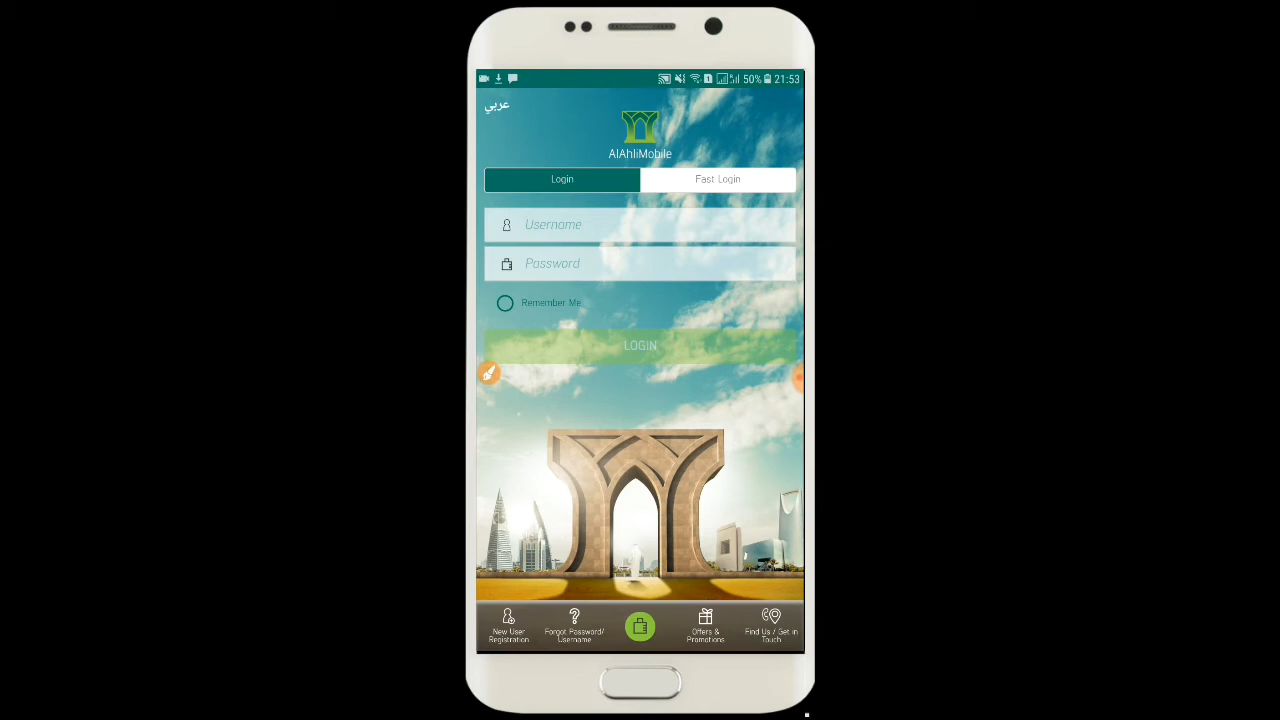 50% 21:53
عربي
AlAhliMobile
Login Fast Login
Username
Password
Remember Me
LOGIN
New User
Registration
Forgot Password/
Username
Offers &
Promotions
Find Us / Get in
Touch